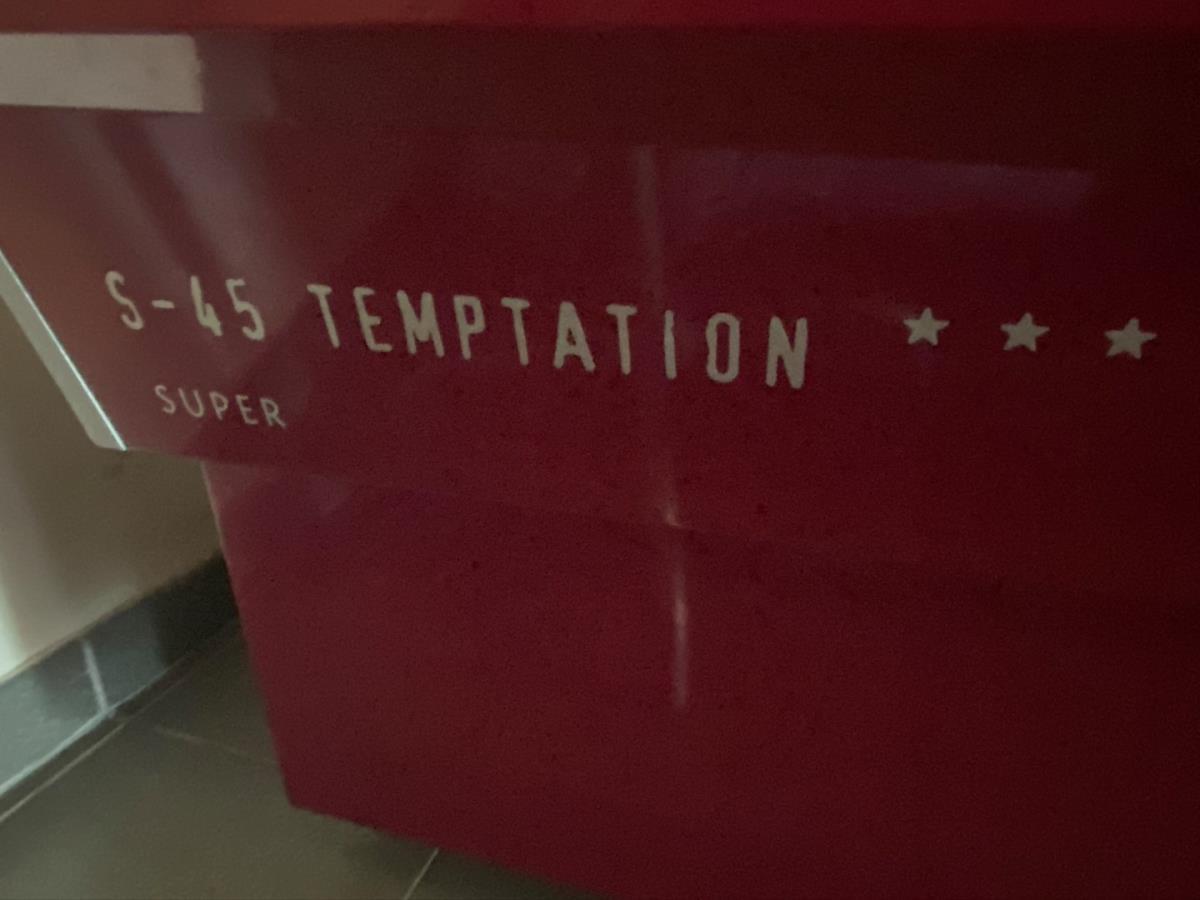 S-45 TEMPTATION ★ ★ ★
SUPER